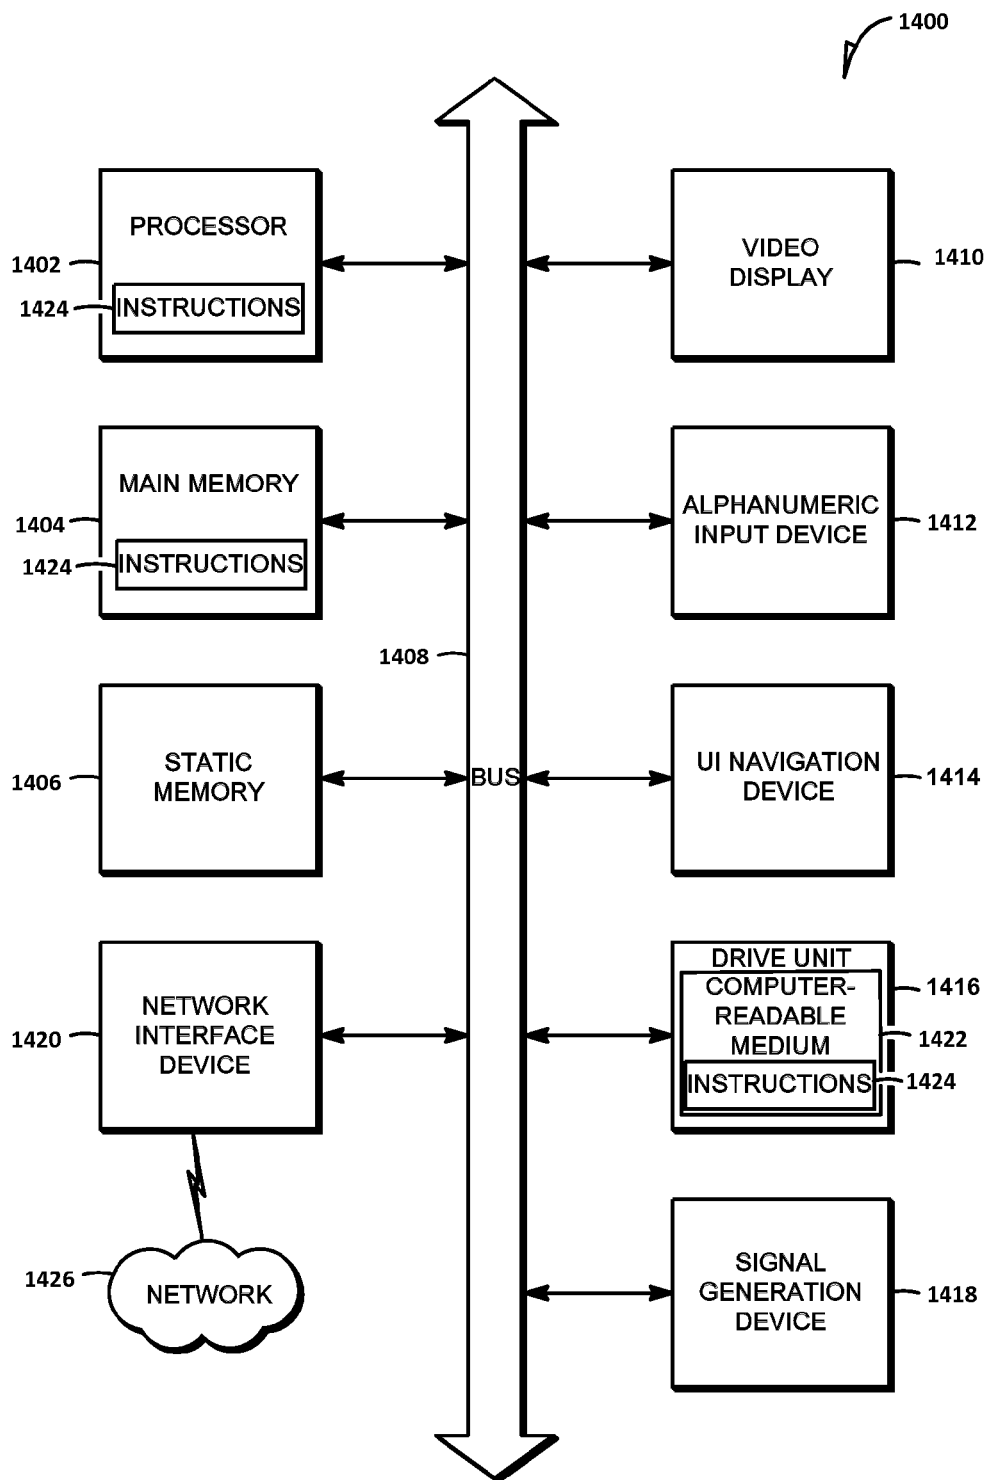 1400
PROCESSOR
1402
1424
INSTRUCTIONS
VIDEO
DISPLAY
1410
MAIN MEMORY
1404
1424
INSTRUCTIONS
ALPHANUMERIC
INPUT DEVICE
1412
1408
STATIC
MEMORY
1406
BUS
UI NAVIGATION
DEVICE
1414
NETWORK
INTERFACE
DEVICE
1420
DRIVE UNIT
COMPUTER-
READABLE
MEDIUM
INSTRUCTIONS
1416
1422
1424
1426
NETWORK
SIGNAL
GENERATION
DEVICE
1418